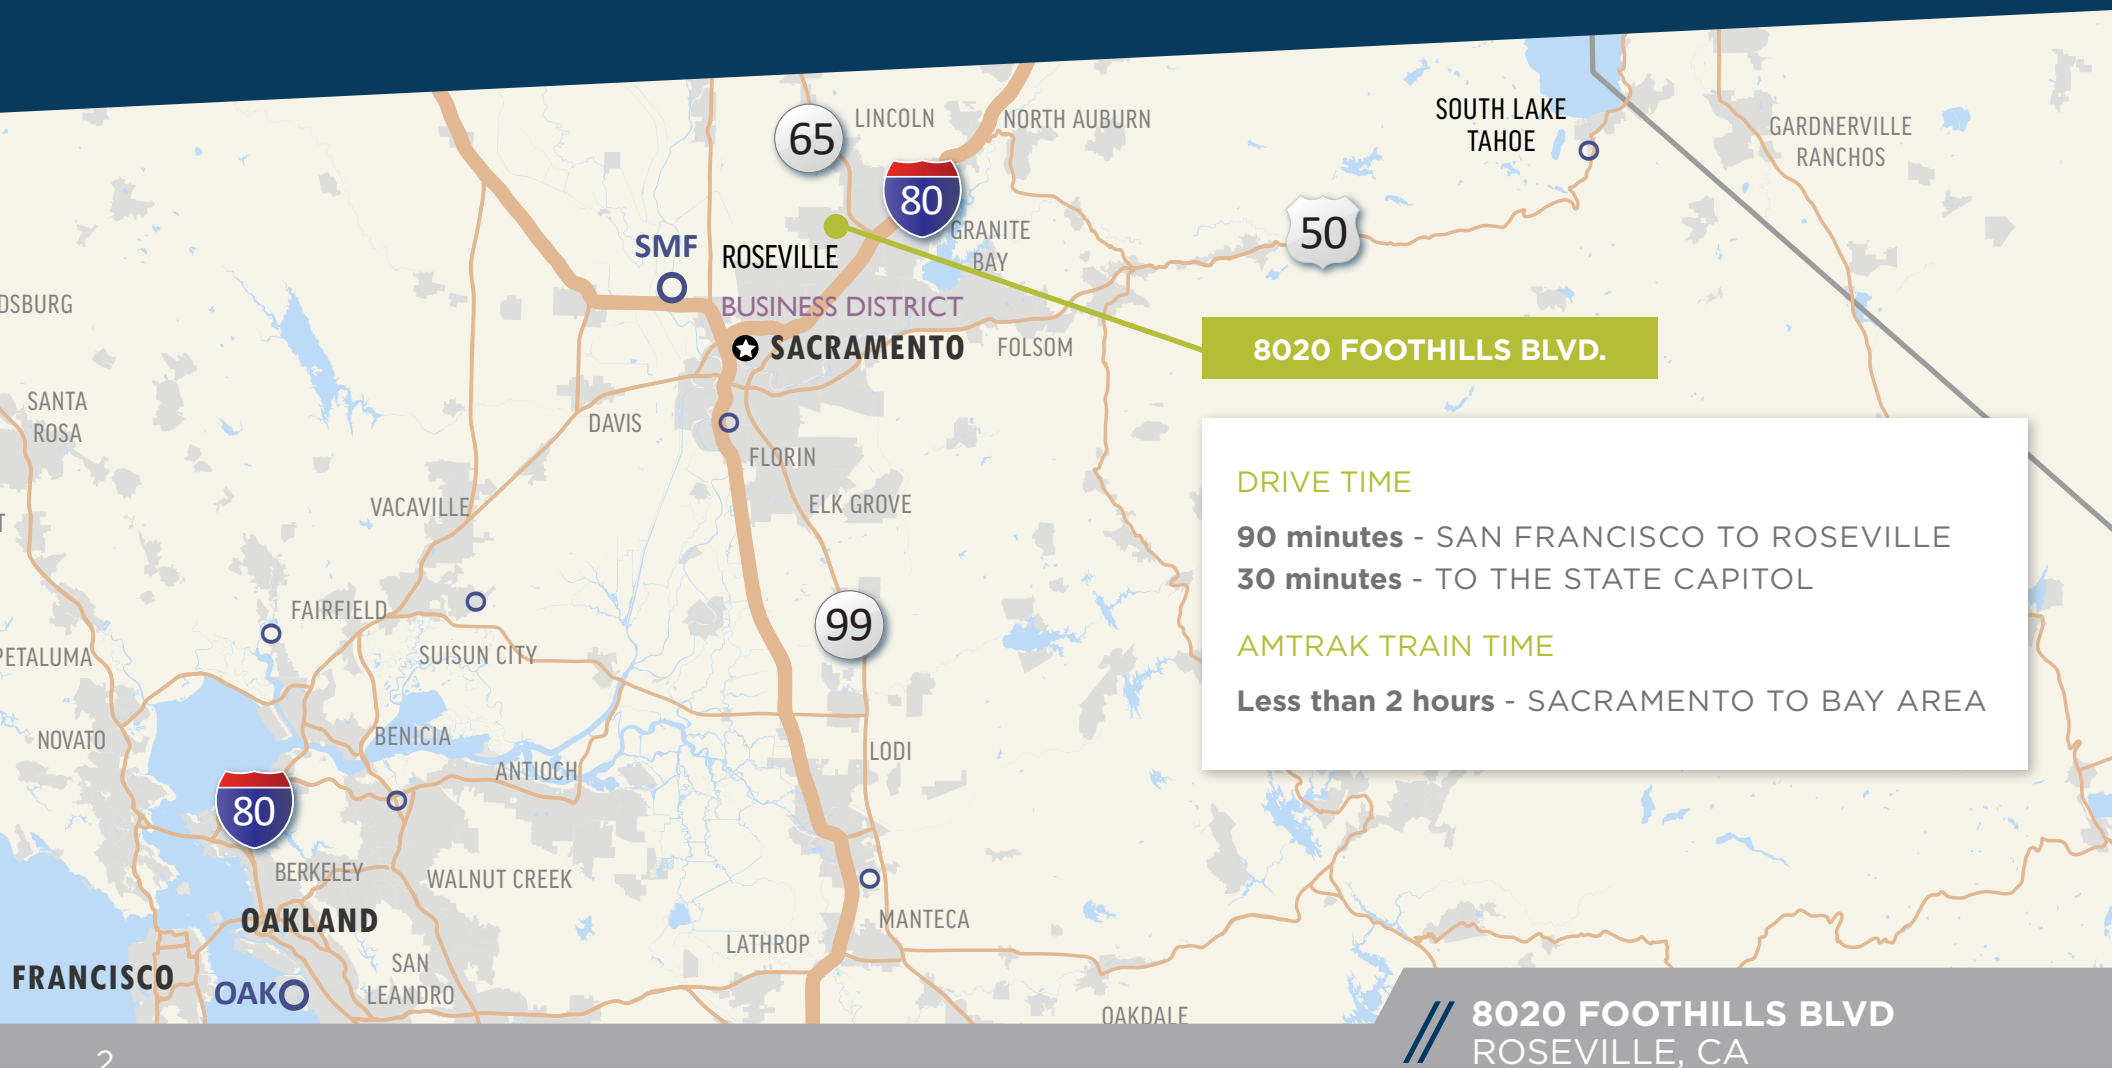 65
LINCOLN
NORTH AUBURN
SOUTH LAKE
TAHOE
GARDNERVILLE
RANCHOS
80
50
GRANITE
BAY
SMF
ROSEVILLE
BUSINESS DISTRICT
SACRAMENTO
FOLSOM
8020 FOOTHILLS BLVD.
DSBURG
SANTA
ROSA
DAVIS
FLORIN
ELK GROVE
VACAVILLE
T
DRIVE TIME
90 minutes - SAN FRANCISCO TO ROSEVILLE
30 minutes - TO THE STATE CAPITOL
AMTRAK TRAIN TIME
Less than 2 hours - SACRAMENTO TO BAY AREA
FAIRFIELD
99
PETALUMA
SUISUN CITY
NOVATO
BENICIA
ANTIOCH
LODI
80
BERKELEY
WALNUT CREEK
OAKLAND
MANTECA
LATHROP
FRANCISCO
OAK
SAN
LEANDRO
OAKDALE
8020 FOOTHILLS BLVD
ROSEVILLE, CA
2